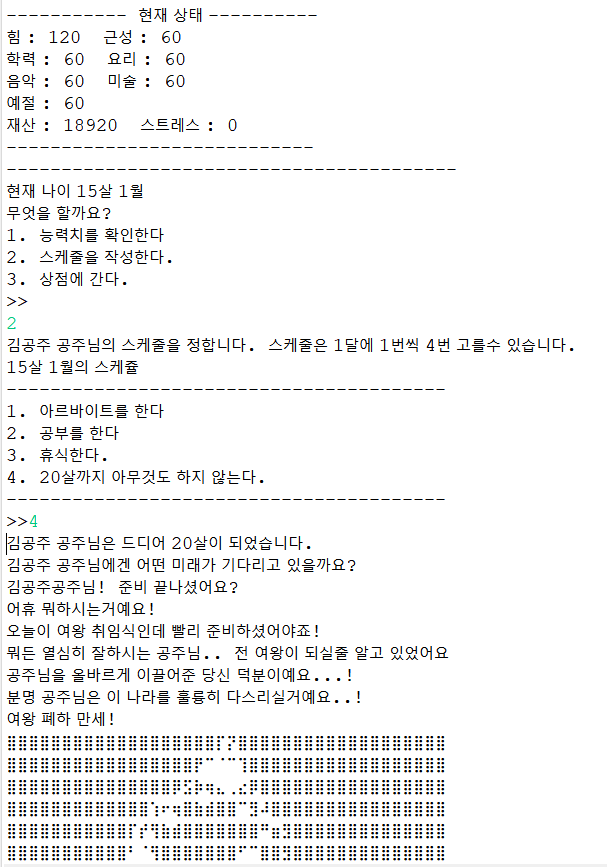 ----------- 현재 상태 ----------
힘 : 120  근성 : 60
학력 : 60  요리 : 60
음악 : 60  미술 : 60
예절 : 60
재산 : 18920  스트레스 : 0
----------------------------
-----------------------------------------
현재 나이 15살 1월
무엇을 할까요?
1. 능력치를 확인한다
2. 스케줄을 작성한다.
3. 상점에 간다.
>>
2
김공주 공주님의 스케줄을 정합니다. 스케줄은 1달에 1번씩 4번 고를수 있습니다.
15살 1월의 스케쥴
----------------------------------------
1. 아르바이트를 한다
2. 공부를 한다
3. 휴식한다.
4. 20살까지 아무것도 하지 않는다.
----------------------------------------
>>4
김공주 공주님은 드디어 20살이 되었습니다.
김공주 공주님에겐 어떤 미래가 기다리고 있을까요?
김공주공주님! 준비 끝나셨어요?
어휴 뭐하시는거예요!
오늘이 여왕 취임식인데 빨리 준비하셨어야죠!
뭐든 열심히 잘하시는 공주님.. 전 여왕이 되실줄 알고 있었어요
공주님을 올바르게 이끌어준 당신 덕분이예요...!
분명 공주님은 이 나라를 훌륭히 다스리실거예요..!
여왕 폐하 만세!